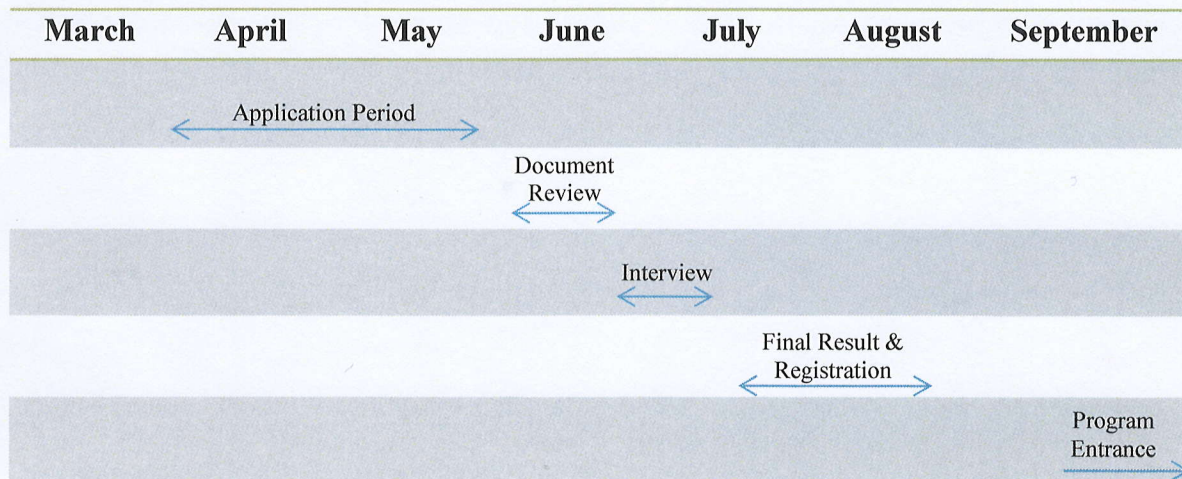 March April May June July August September
Application Period
Document
Review
Interview
Final Result &
Registration
Program
Entrance